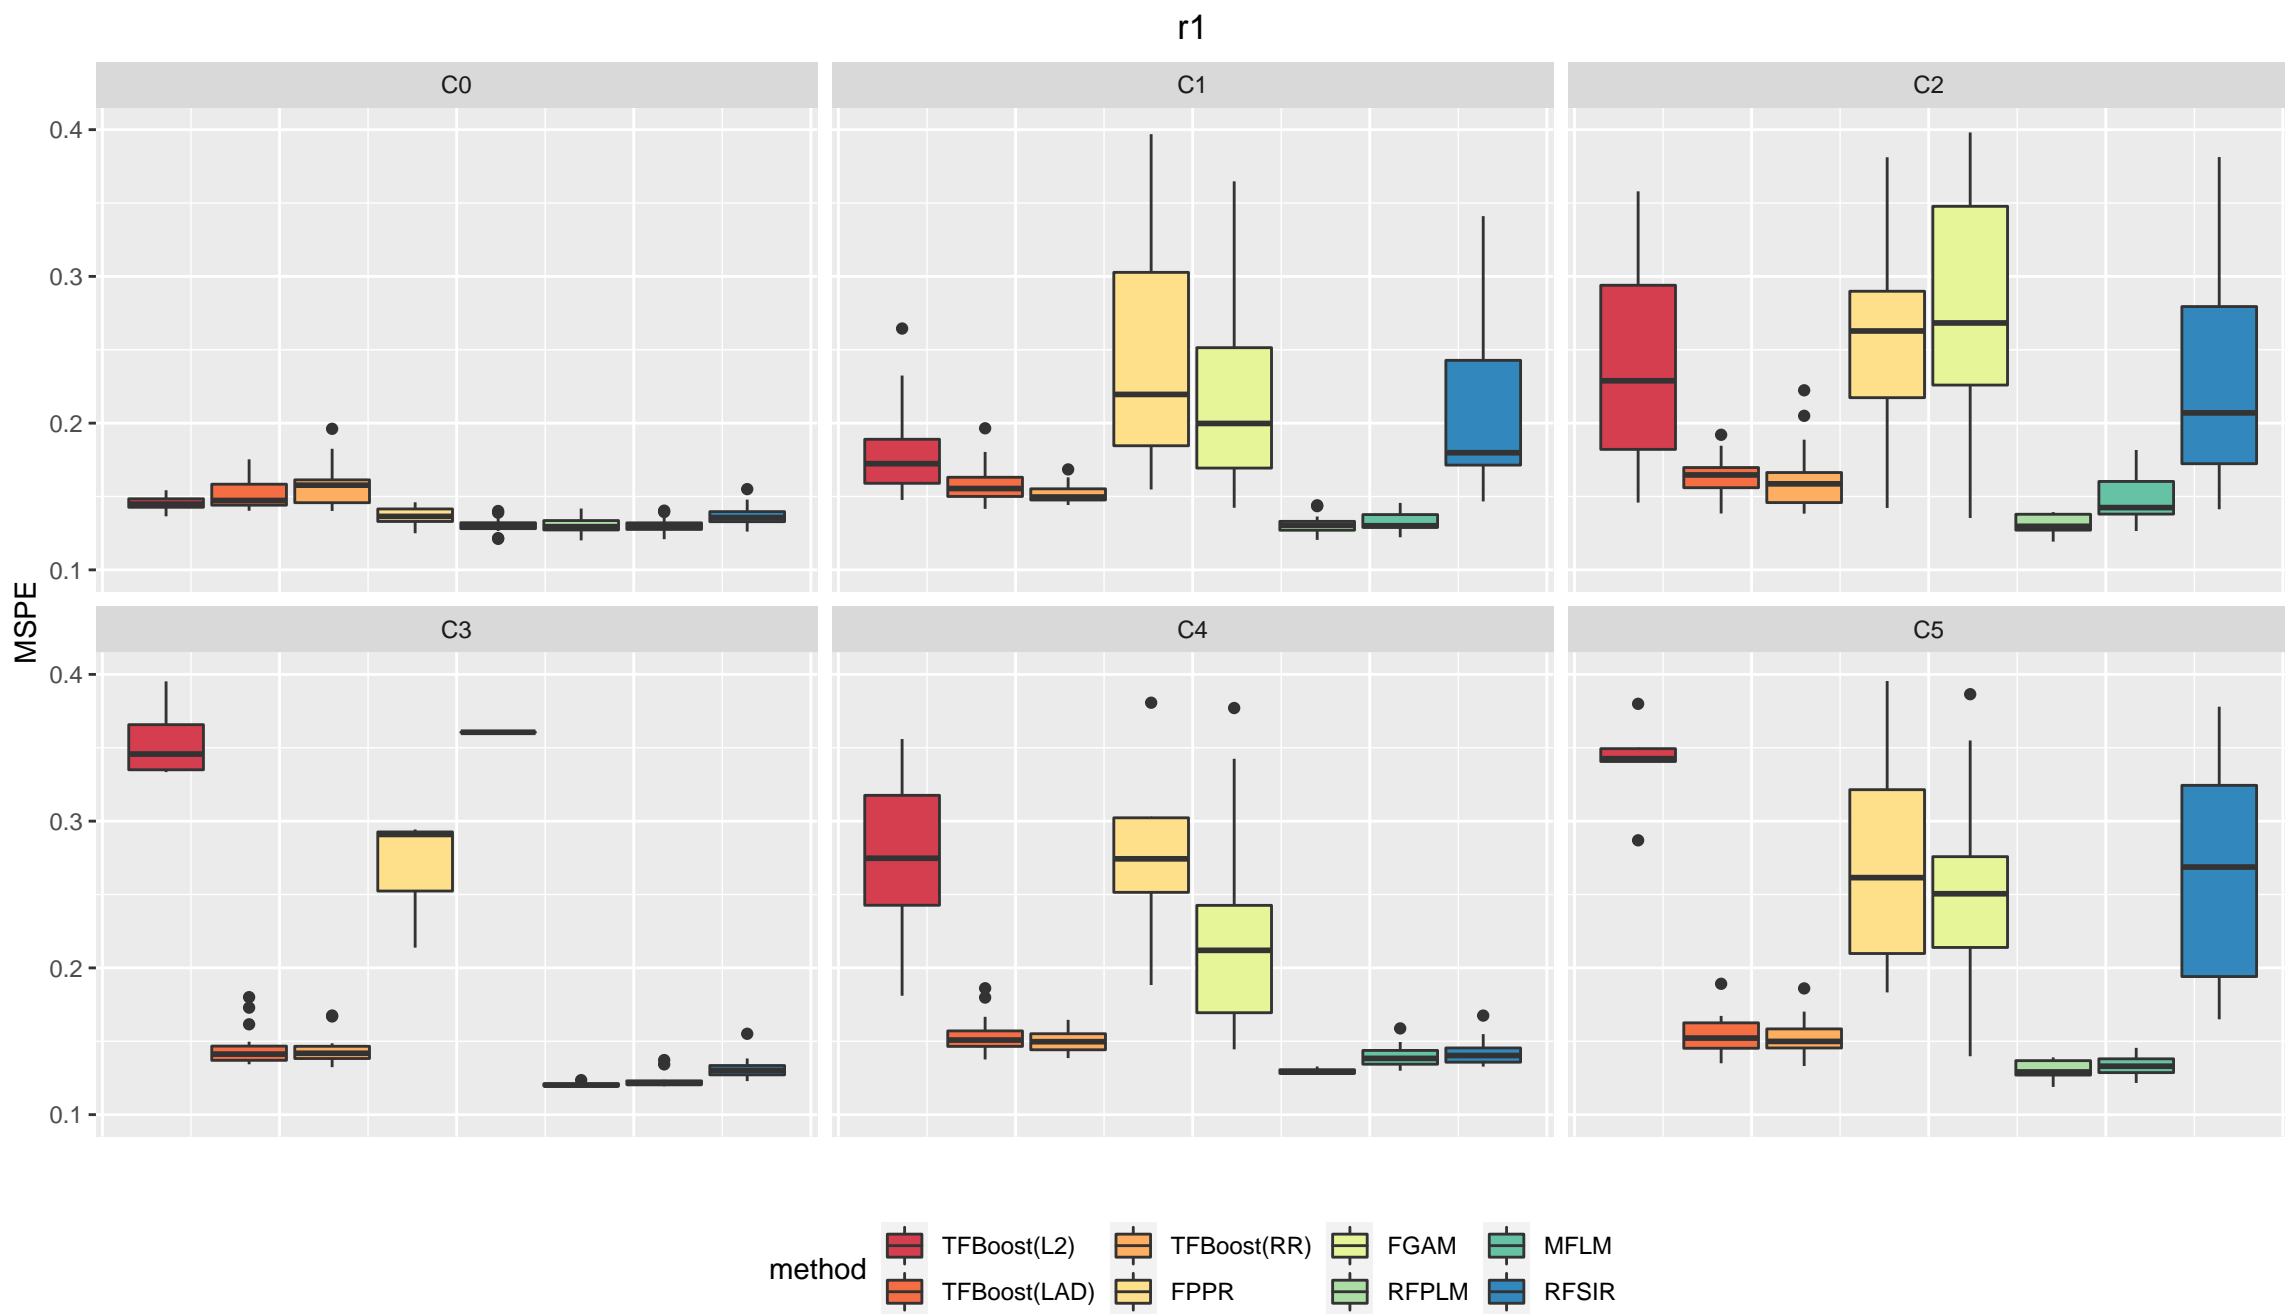 r1
C0 C1 C2
0.4
0.3
0.2
0.1
MSPE
C3 C4 C5
0.4
0.3
0.2
0.1
method
TFBoost(L2) TFBoost(RR) FGAM MFLM
TFBoost(LAD) FPPR RFPLM RFSIR